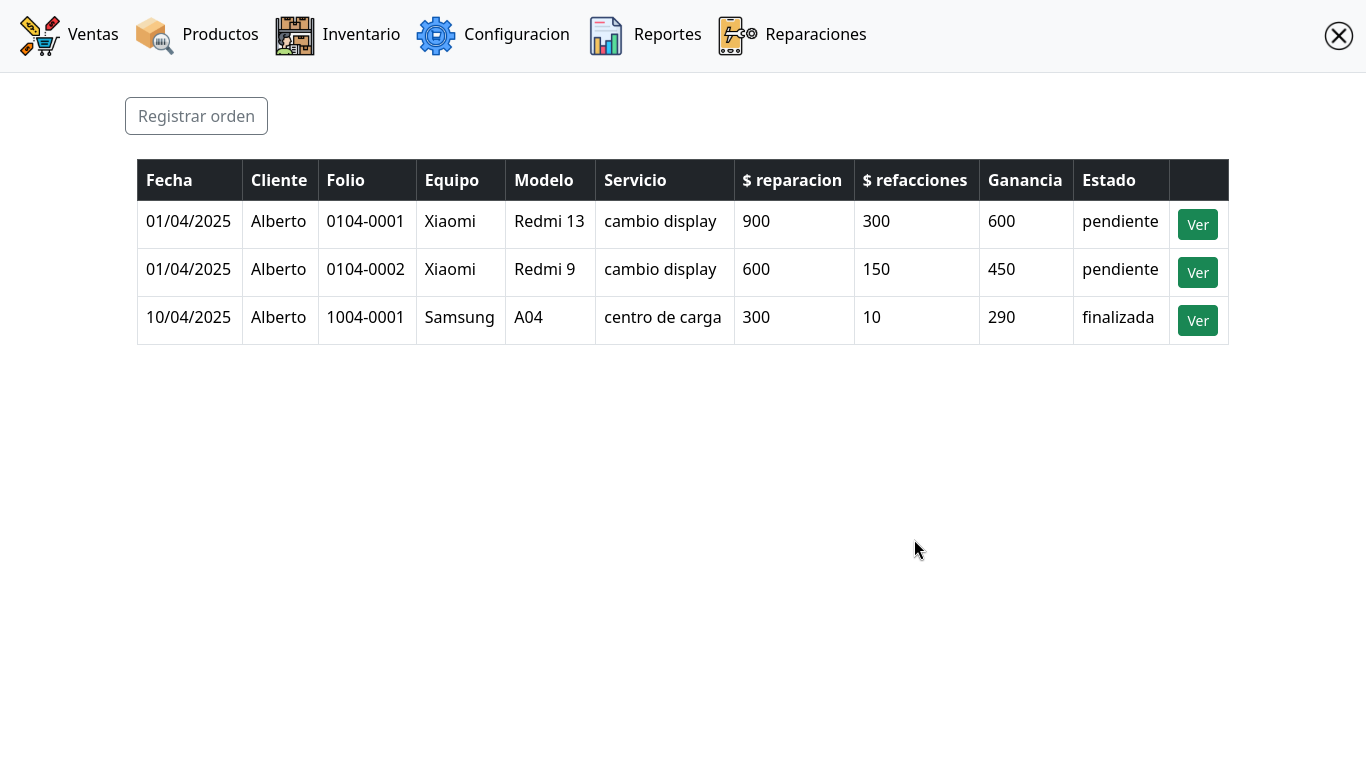 Ventas Productos Inventario Configuracion Reportes Reparaciones
Registrar orden
Fecha Cliente Folio Equipo Modelo Servicio $ reparacion $ refacciones Ganancia Estado
01/04/2025 Alberto 0104-0001 Xiaomi Redmi 13 cambio display 900 300 600 pendiente Ver
01/04/2025 Alberto 0104-0002 Xiaomi Redmi 9 cambio display 600 150 450 pendiente Ver
10/04/2025 Alberto 1004-0001 Samsung A04 centro de carga 300 10 290 finalizada Ver